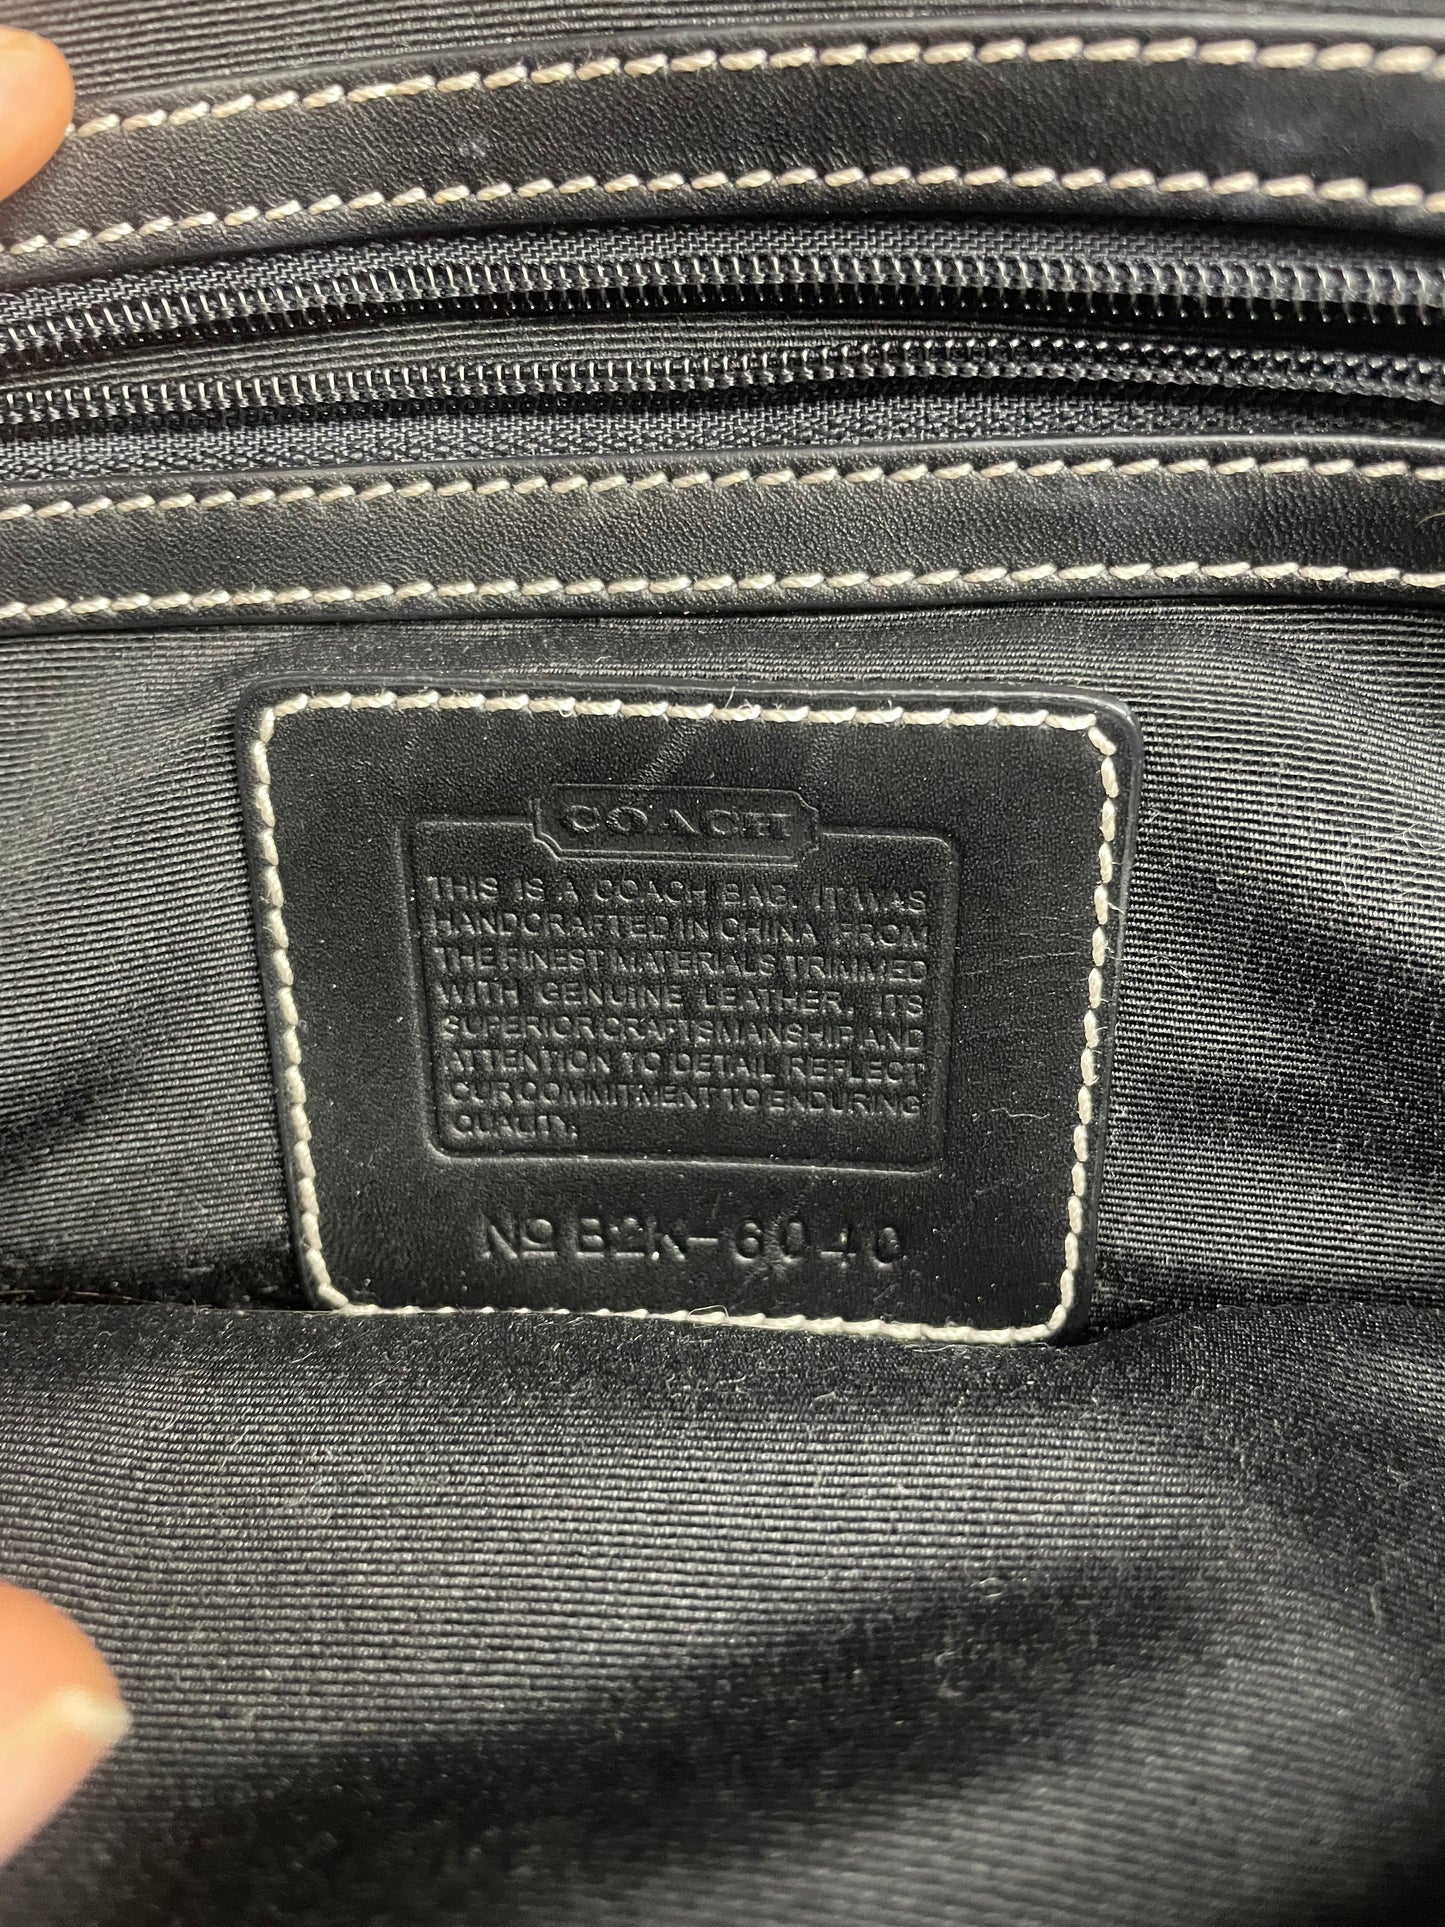 COACH
THIS IS A COACH BAG. IT WAS
HANDCRAFTED IN CHINA FROM
THE FINEST MATERIALS TRIMMED
WITH GENUINE LEATHER. ITS
SUPERIOR CRAFTSMANSHIP AND
ATTENTION TO DETAIL REFLECT
OUR COMMITMENT TO ENDURING
QUALITY.
No B2K-6040